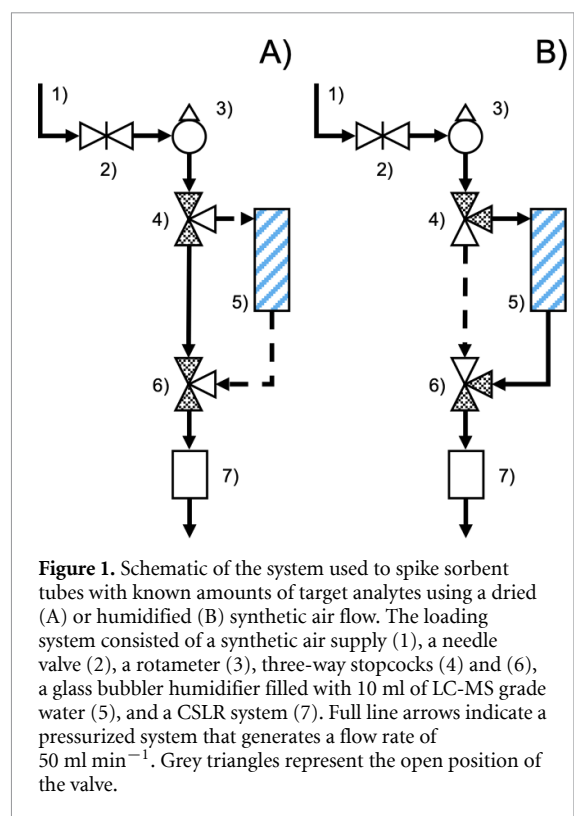 A)
B)
1)
1)
3)
3)
2)
2)
4)
4)
5)
5)
6)
6)
7)
7)
Figure 1. Schematic of the system used to spike sorbent
tubes with known amounts of target analytes using a dried
(A) or humidified (B) synthetic air flow. The loading
system consisted of a synthetic air supply (1), a needle
valve (2), a rotameter (3), three-way stopcocks (4) and (6),
a glass bubbler humidifier filled with 10 ml of LC-MS grade
water (5), and a CSLR system (7). Full line arrows indicate a
pressurized system that generates a flow rate of
50 ml min⁻¹. Grey triangles represent the open position of
the valve.